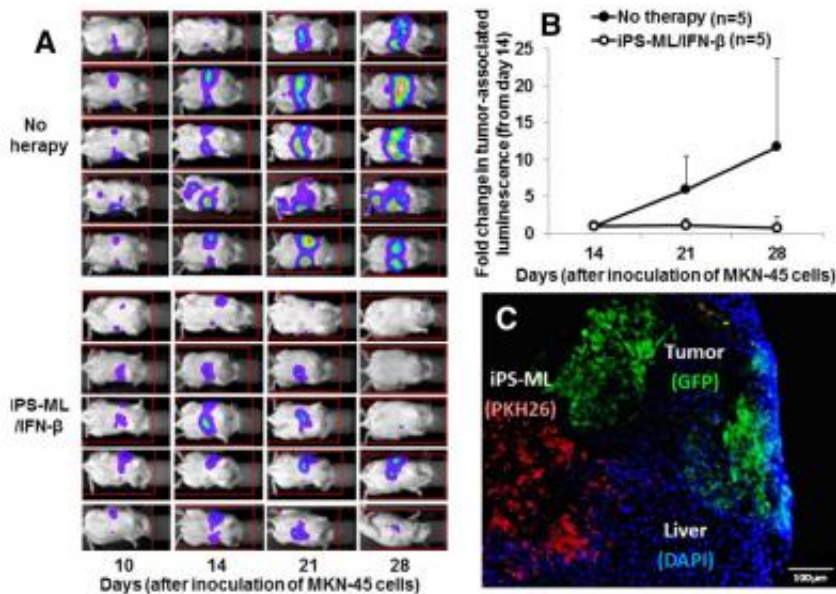 A
No
herapy
iPS-ML
/IFN-β
10 14 21 28
Days (after inoculation of MKN-45 cells)
B
No therapy (n=5)
iPS-ML/IFN-β (n=5)
Fold change in tumor-associated
luminescence (from day 14)
25
20
15
10
5
0
14 21 28
Days (after inoculation of MKN-45 cells)
C
Tumor
(GFP)
iPS-ML
(PKH26)
Liver
(DAPI)
100μm